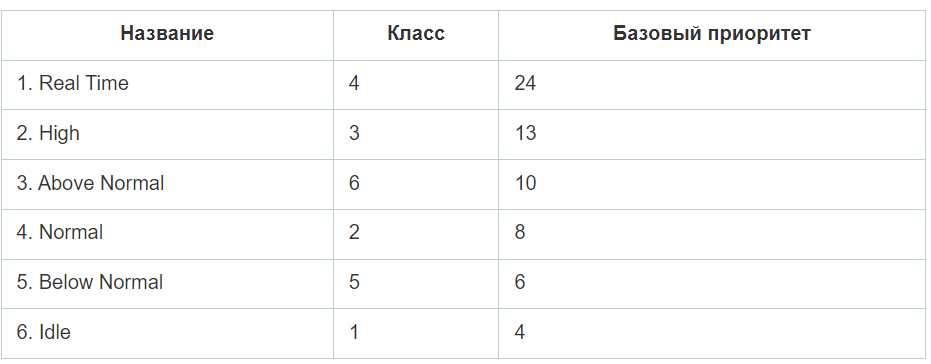 Название Класс Базовый приоритет
1. Real Time 4 24
2. High 3 13
3. Above Normal 6 10
4. Normal 2 8
5. Below Normal 5 6
6. Idle 1 4